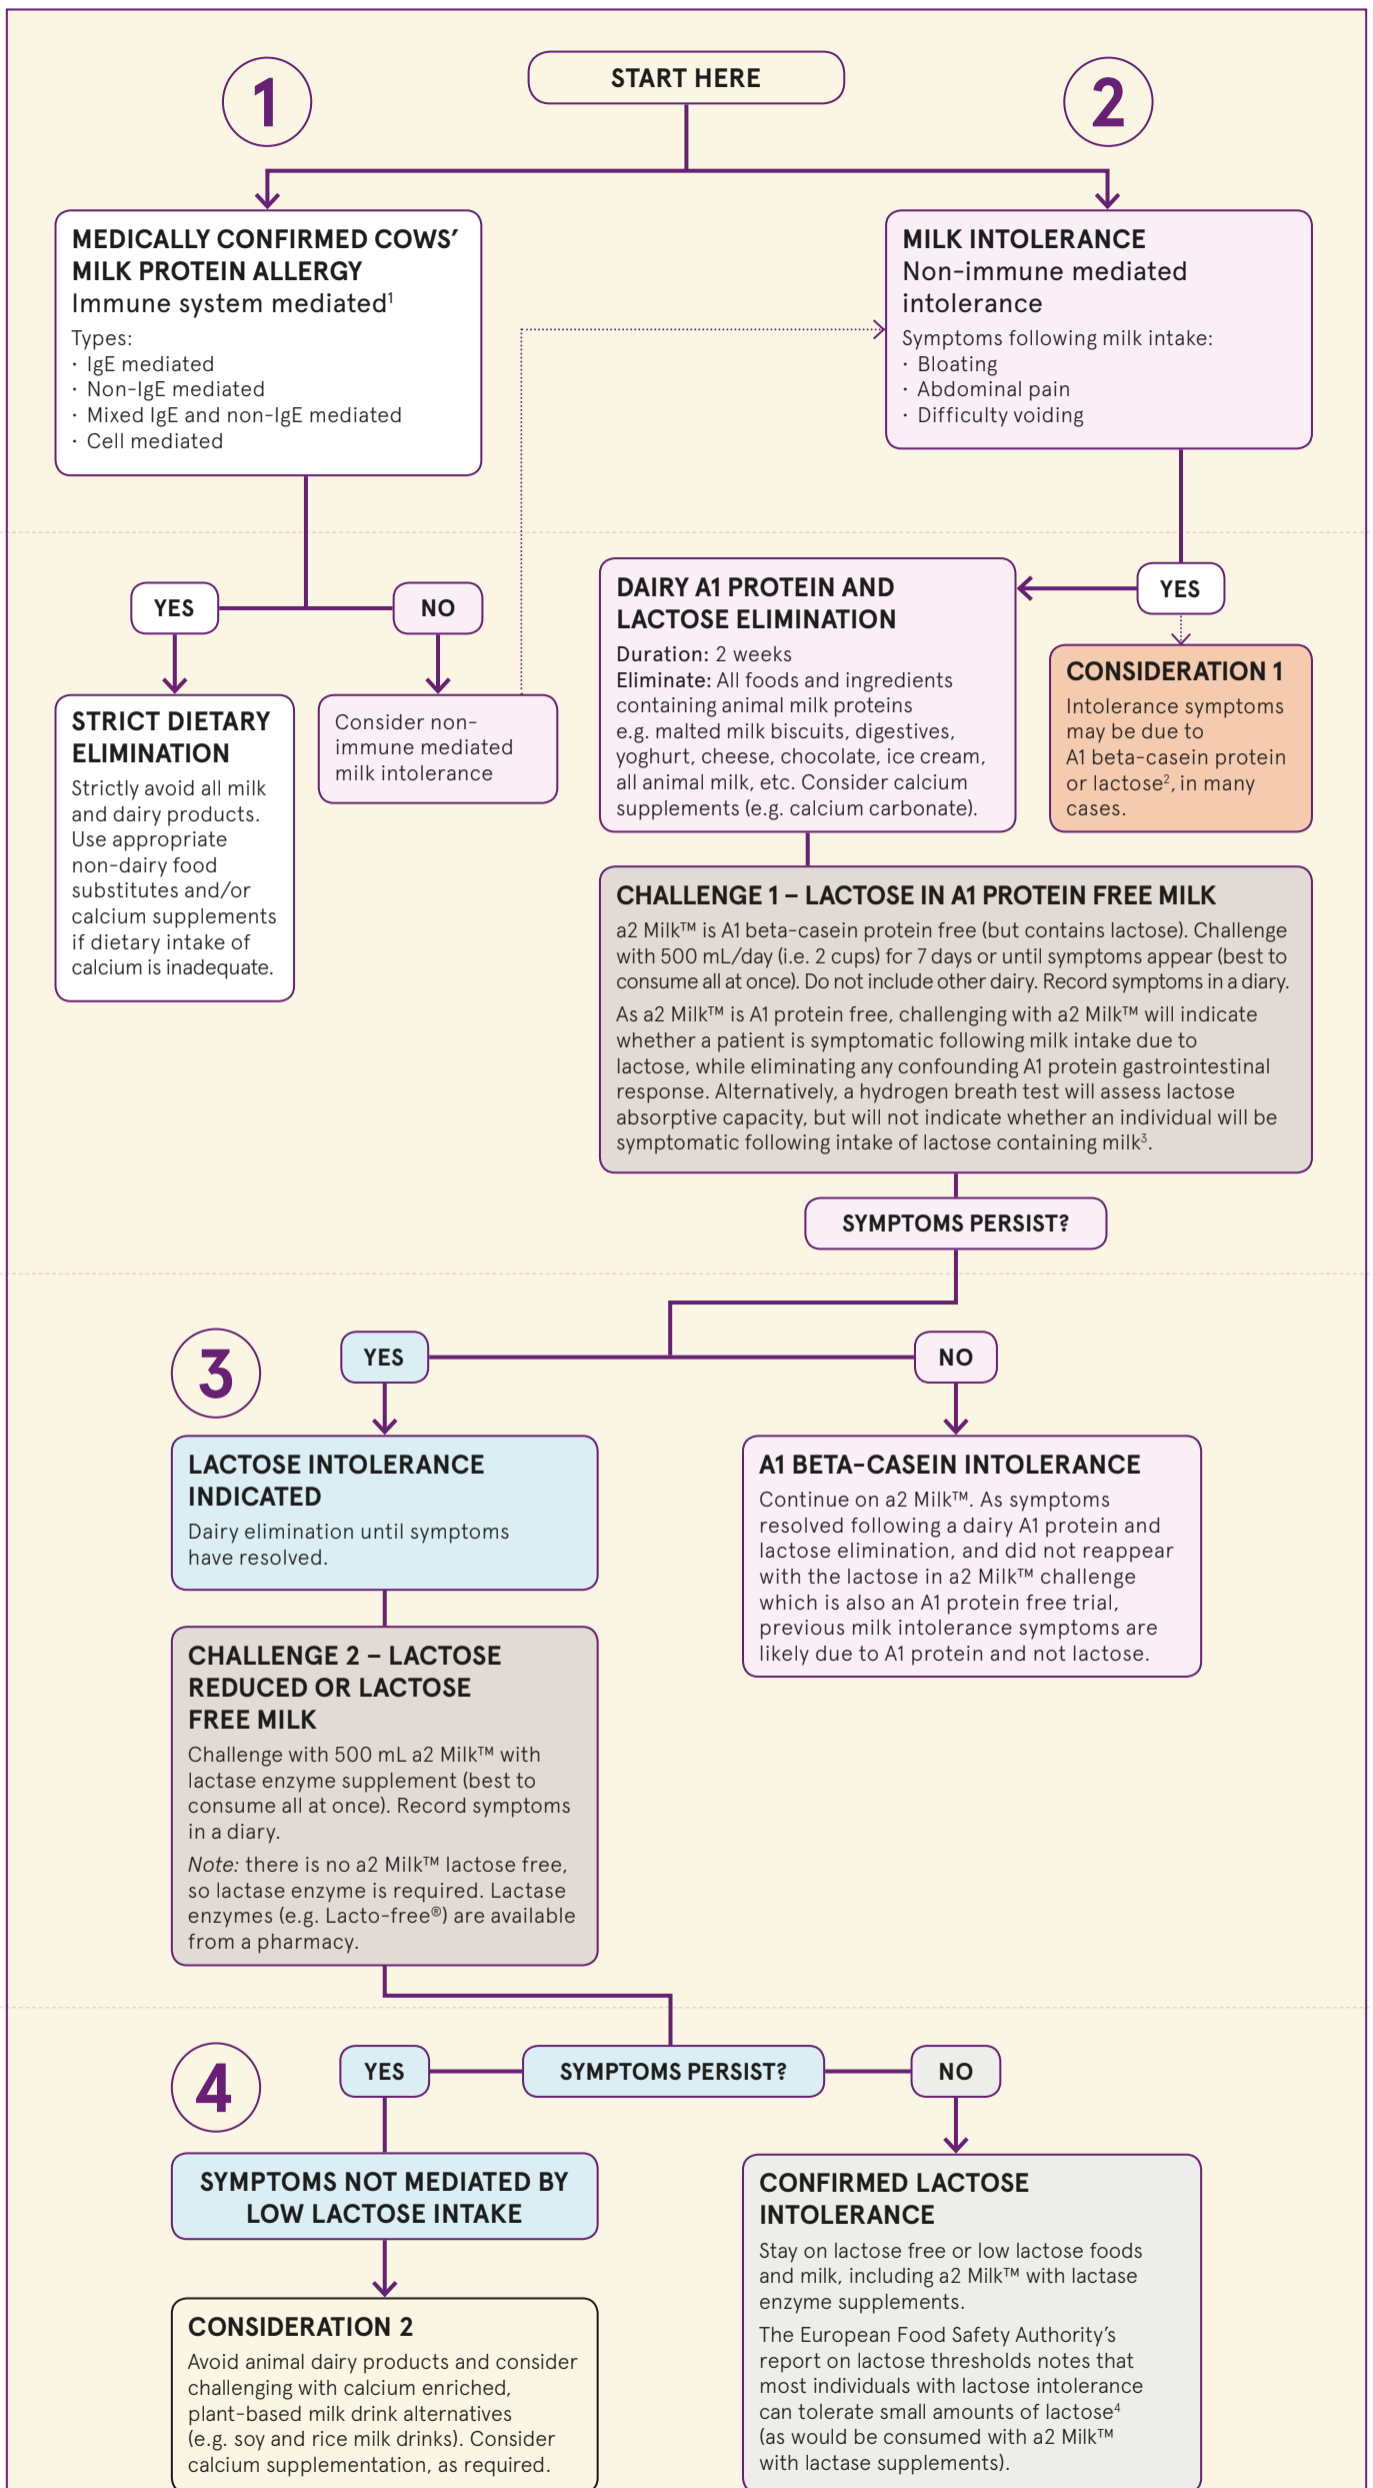 START HERE
1
2
MEDICALLY CONFIRMED COWS'
MILK PROTEIN ALLERGY
Immune system mediated¹
Types:
· IgE mediated
· Non-IgE mediated
· Mixed IgE and non-IgE mediated
· Cell mediated
MILK INTOLERANCE
Non-immune mediated
intolerance
Symptoms following milk intake:
· Bloating
· Abdominal pain
· Difficulty voiding
YES
NO
STRICT DIETARY
ELIMINATION
Strictly avoid all milk
and dairy products.
Use appropriate
non-dairy food
substitutes and/or
calcium supplements
if dietary intake of
calcium is inadequate.
Consider non-
immune mediated
milk intolerance
YES
DAIRY A1 PROTEIN AND
LACTOSE ELIMINATION
Duration: 2 weeks
Eliminate: All foods and ingredients
containing animal milk proteins
e.g. malted milk biscuits, digestives,
yoghurt, cheese, chocolate, ice cream,
all animal milk, etc. Consider calcium
supplements (e.g. calcium carbonate).
CONSIDERATION 1
Intolerance symptoms
may be due to
A1 beta-casein protein
or lactose², in many
cases.
CHALLENGE 1 – LACTOSE IN A1 PROTEIN FREE MILK
a2 Milk™ is A1 beta-casein protein free (but contains lactose). Challenge
with 500 mL/day (i.e. 2 cups) for 7 days or until symptoms appear (best to
consume all at once). Do not include other dairy. Record symptoms in a diary.
As a2 Milk™ is A1 protein free, challenging with a2 Milk™ will indicate
whether a patient is symptomatic following milk intake due to
lactose, while eliminating any confounding A1 protein gastrointestinal
response. Alternatively, a hydrogen breath test will assess lactose
absorptive capacity, but will not indicate whether an individual will be
symptomatic following intake of lactose containing milk³.
SYMPTOMS PERSIST?
3
YES
NO
LACTOSE INTOLERANCE
INDICATED
Dairy elimination until symptoms
have resolved.
A1 BETA-CASEIN INTOLERANCE
Continue on a2 Milk™. As symptoms
resolved following a dairy A1 protein and
lactose elimination, and did not reappear
with the lactose in a2 Milk™ challenge
which is also an A1 protein free trial,
previous milk intolerance symptoms are
likely due to A1 protein and not lactose.
CHALLENGE 2 – LACTOSE
REDUCED OR LACTOSE
FREE MILK
Challenge with 500 mL a2 Milk™ with
lactase enzyme supplement (best to
consume all at once). Record symptoms
in a diary.
Note: there is no a2 Milk™ lactose free,
so lactase enzyme is required. Lactase
enzymes (e.g. Lacto-free®) are available
from a pharmacy.
4
YES
SYMPTOMS PERSIST?
NO
SYMPTOMS NOT MEDIATED BY
LOW LACTOSE INTAKE
CONSIDERATION 2
Avoid animal dairy products and consider
challenging with calcium enriched,
plant-based milk drink alternatives
(e.g. soy and rice milk drinks). Consider
calcium supplementation, as required.
CONFIRMED LACTOSE
INTOLERANCE
Stay on lactose free or low lactose foods
and milk, including a2 Milk™ with lactase
enzyme supplements.
The European Food Safety Authority's
report on lactose thresholds notes that
most individuals with lactose intolerance
can tolerate small amounts of lactose⁴
(as would be consumed with a2 Milk™
with lactase supplements).